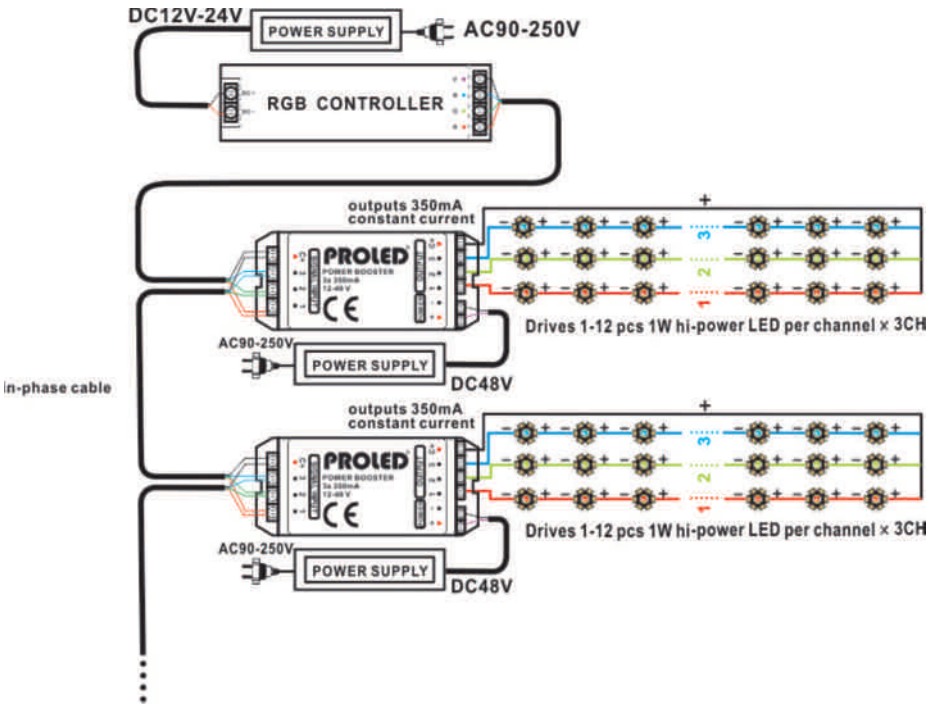 DC12V-24V
POWER SUPPLY
AC90-250V
RGB CONTROLLER
outputs 350mA
constant current
+
- + - + - + 3 - + - + - +
- + - + - + 2 - + - + - +
- + - + - + 1 - + - + - +
PROLED
POWER BOOSTER
3x 350mA
12-48 V
CE
Drives 1-12 pcs 1W hi-power LED per channel × 3CH
AC90-250V
POWER SUPPLY
DC48V
in-phase cable
outputs 350mA
constant current
+
- + - + - + 3 - + - + - +
- + - + - + 2 - + - + - +
- + - + - + 1 - + - + - +
PROLED
POWER BOOSTER
3x 350mA
12-48 V
CE
Drives 1-12 pcs 1W hi-power LED per channel × 3CH
AC90-250V
POWER SUPPLY
DC48V